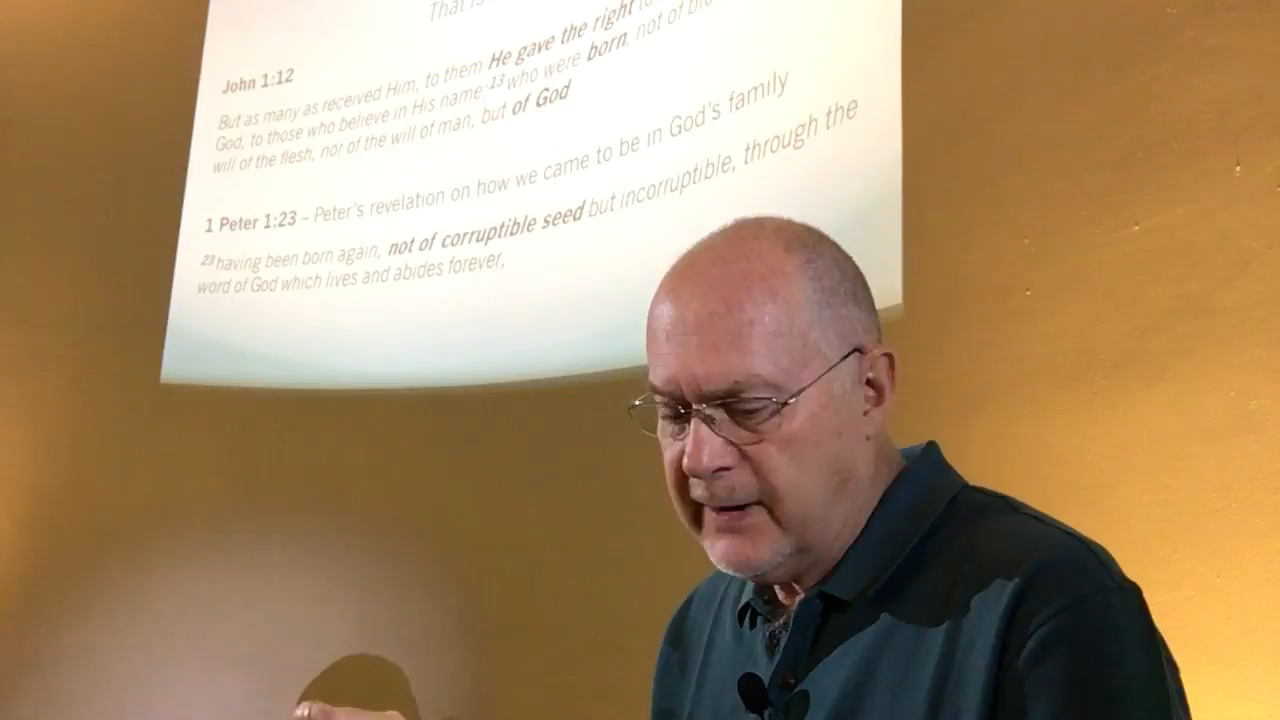 That is
John 1:12
But as many as received Him, to them He gave the right
God, to those who believe in His name: 13 who were born, not of
will of the flesh, nor of the will of man, but of God
1 Peter 1:23 – Peter's revelation on how we came to be in God's family
23 having been born again, not of corruptible seed but incorruptible, through the
word of God which lives and abides forever,